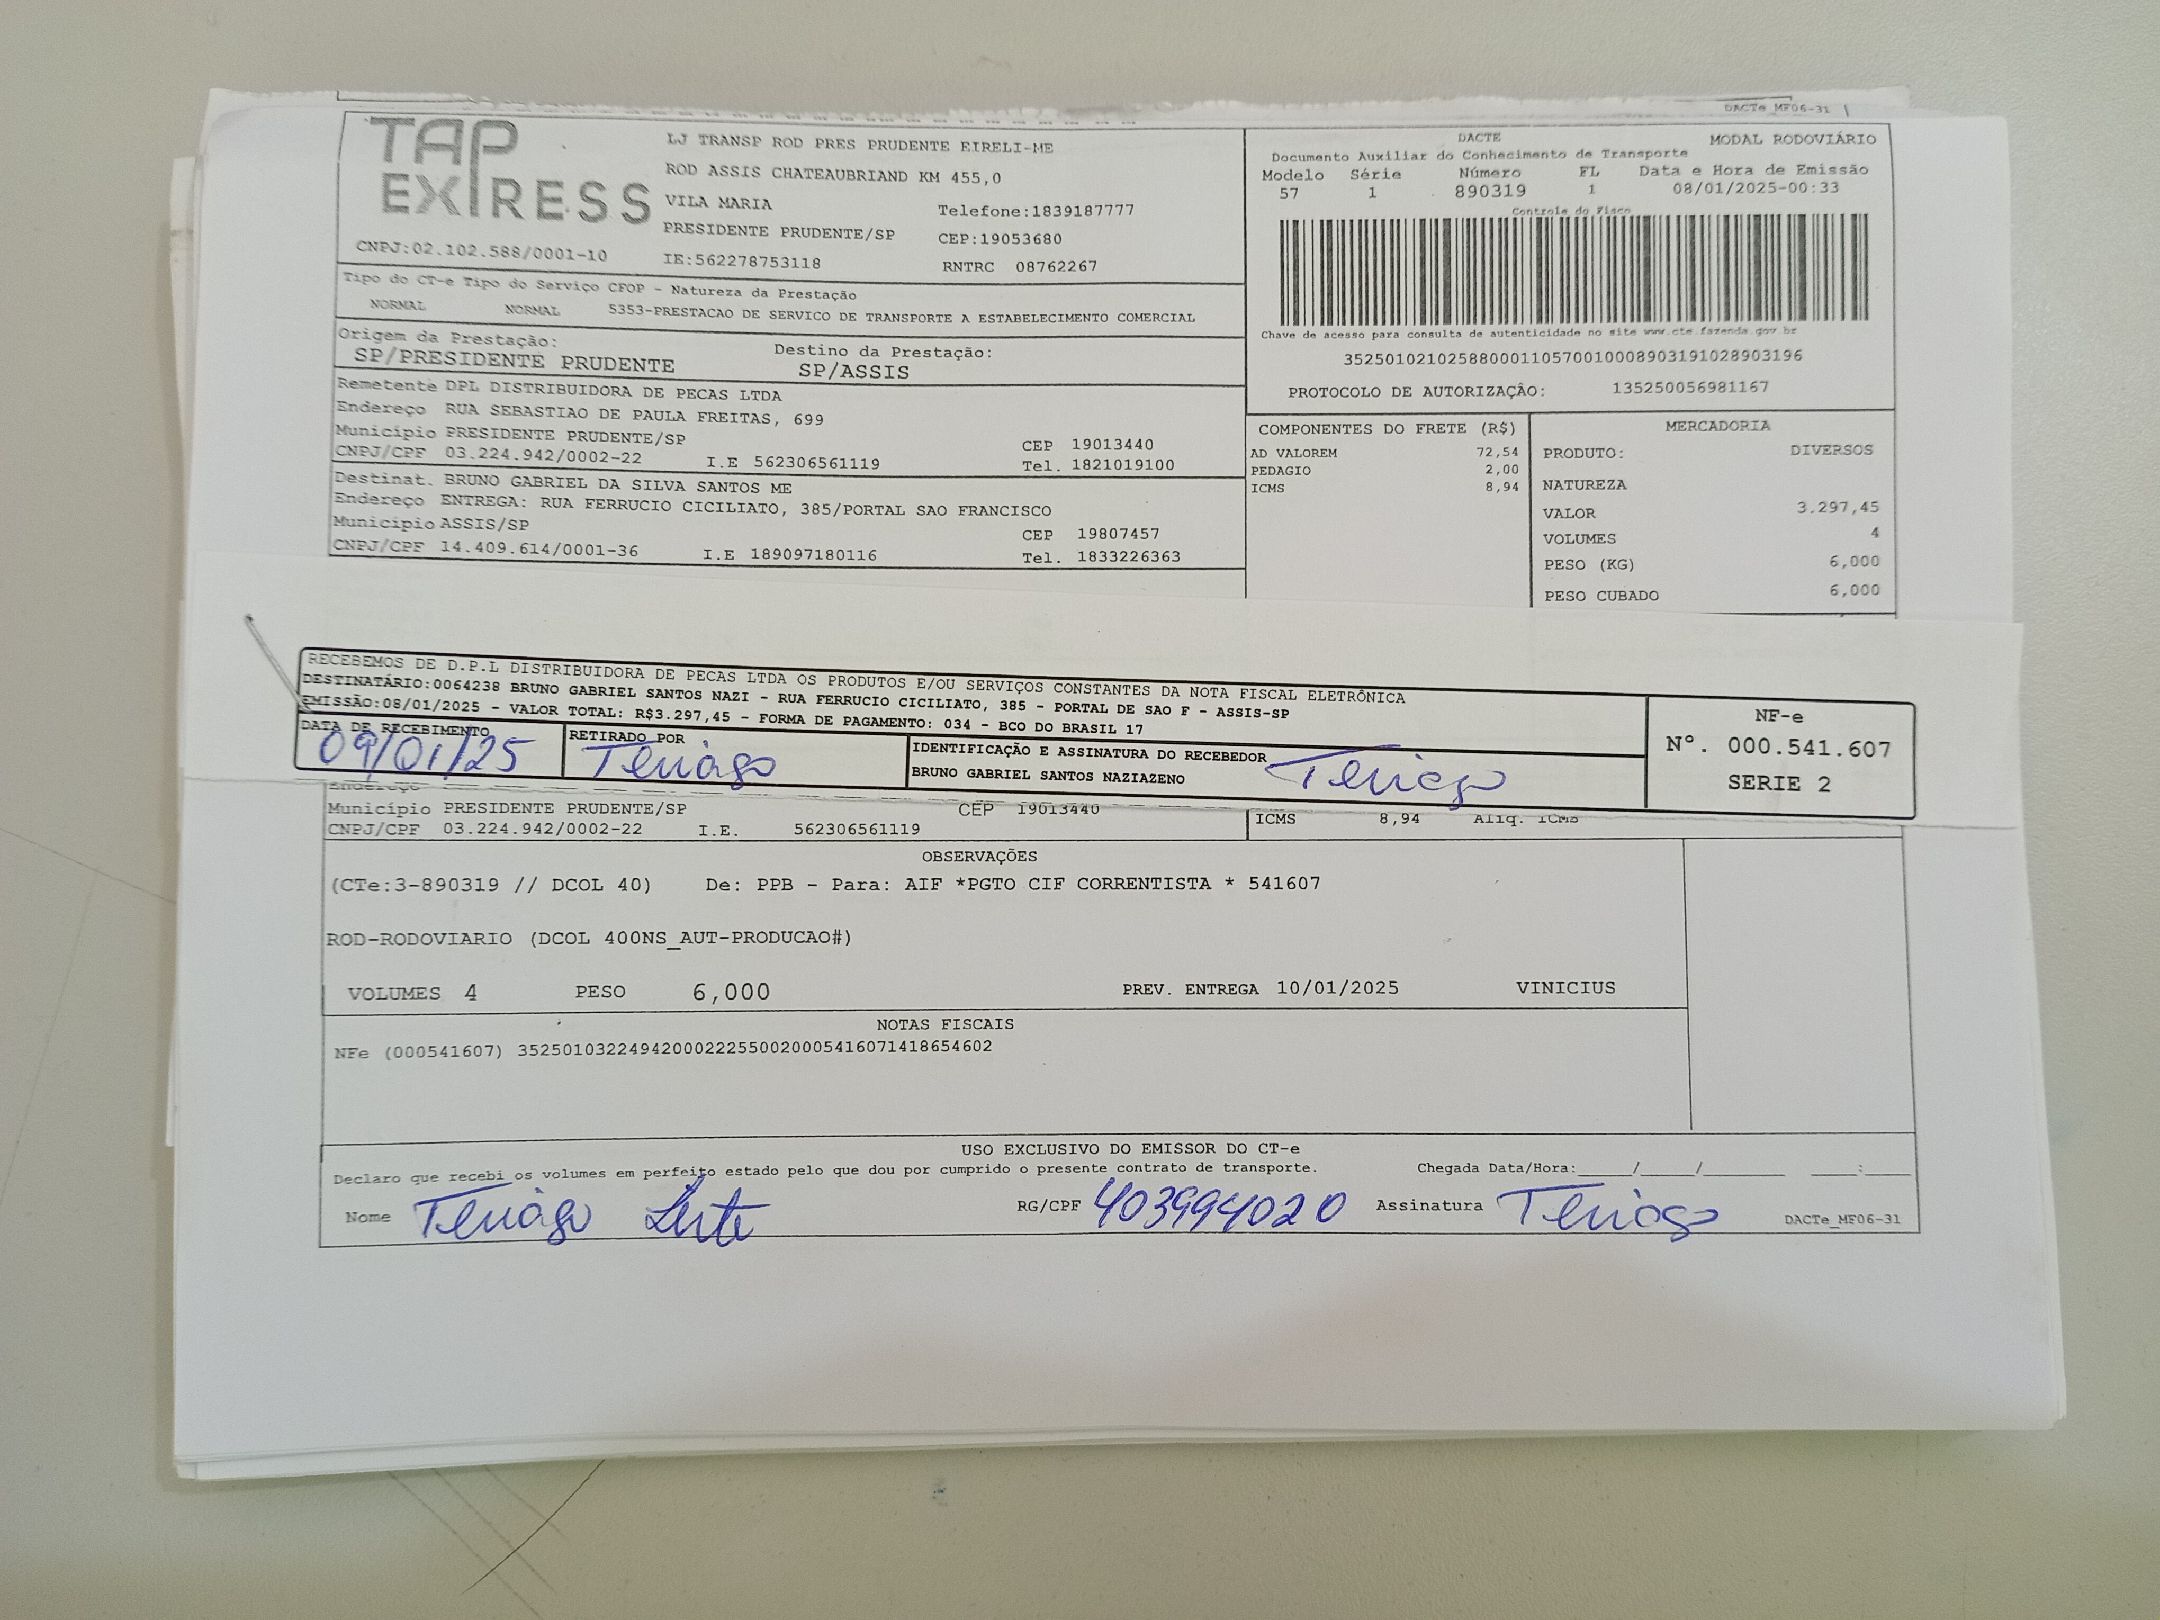 DACTe_MF06-31
TAP EXPRESS
LJ TRANSP ROD PRES PRUDENTE EIRELI-ME
ROD ASSIS CHATEAUBRIAND KM 455,0
VILA MARIA
Telefone:1839187777
PRESIDENTE PRUDENTE/SP
CEP:19053680
CNPJ:02.102.588/0001-10
IE:562278753118
RNTRC 08762267
DACTE
MODAL RODOVIÁRIO
Documento Auxiliar do Conhecimento de Transporte
Modelo Série Número FL Data e Hora de Emissão
57 1 890319 1 08/01/2025-00:33
Controle do Fisco
Chave de acesso para consulta de autenticidade no site www.cte.fazenda.gov.br
35250102102588000110570010008903191028903196
PROTOCOLO DE AUTORIZAÇÃO: 135250056981167
Tipo do CT-e Tipo do Serviço CFOP - Natureza da Prestação
NORMAL NORMAL 5353-PRESTACAO DE SERVICO DE TRANSPORTE A ESTABELECIMENTO COMERCIAL
Origem da Prestação: Destino da Prestação:
SP/PRESIDENTE PRUDENTE SP/ASSIS
Remetente DPL DISTRIBUIDORA DE PECAS LTDA
Endereço RUA SEBASTIAO DE PAULA FREITAS, 699
Município PRESIDENTE PRUDENTE/SP CEP 19013440
CNPJ/CPF 03.224.942/0002-22 I.E 562306561119 Tel. 1821019100
Destinat. BRUNO GABRIEL DA SILVA SANTOS ME
Endereço ENTREGA: RUA FERRUCIO CICILIATO, 385/PORTAL SAO FRANCISCO
Município ASSIS/SP CEP 19807457
CNPJ/CPF 14.409.614/0001-36 I.E 189097180116 Tel. 1833226363
COMPONENTES DO FRETE (R$)
AD VALOREM 72,54
PEDAGIO 2,00
ICMS 8,94
MERCADORIA
PRODUTO: DIVERSOS
NATUREZA
VALOR 3.297,45
VOLUMES 4
PESO (KG) 6,000
PESO CUBADO 6,000
RECEBEMOS DE D.P.L DISTRIBUIDORA DE PECAS LTDA OS PRODUTOS E/OU SERVIÇOS CONSTANTES DA NOTA FISCAL ELETRÔNICA
DESTINATÁRIO:0064238 BRUNO GABRIEL SANTOS NAZI - RUA FERRUCIO CICILIATO, 385 - PORTAL DE SAO F - ASSIS-SP
EMISSÃO:08/01/2025 - VALOR TOTAL: R$3.297,45 - FORMA DE PAGAMENTO: 034 - BCO DO BRASIL 17
DATA DE RECEBIMENTO
09/01/25
RETIRADO POR
IDENTIFICAÇÃO E ASSINATURA DO RECEBEDOR
BRUNO GABRIEL SANTOS NAZIAZENO
NF-e
Nº. 000.541.607
SERIE 2
Endereço
Município PRESIDENTE PRUDENTE/SP CEP 19013440
CNPJ/CPF 03.224.942/0002-22 I.E. 562306561119
ICMS 8,94 Aliq. ICMS
OBSERVAÇÕES
(CTe:3-890319 // DCOL 40) De: PPB - Para: AIF *PGTO CIF CORRENTISTA * 541607
ROD-RODOVIARIO (DCOL 400NS_AUT-PRODUCAO#)
VOLUMES 4 PESO 6,000 PREV. ENTREGA 10/01/2025 VINICIUS
NOTAS FISCAIS
NFe (000541607) 35250103224942000222550020005416071418654602
USO EXCLUSIVO DO EMISSOR DO CT-e
Declaro que recebi os volumes em perfeito estado pelo que dou por cumprido o presente contrato de transporte. Chegada Data/Hora:____/____/______ ____:____
Nome RG/CPF 403994020 Assinatura
DACTe_MF06-31